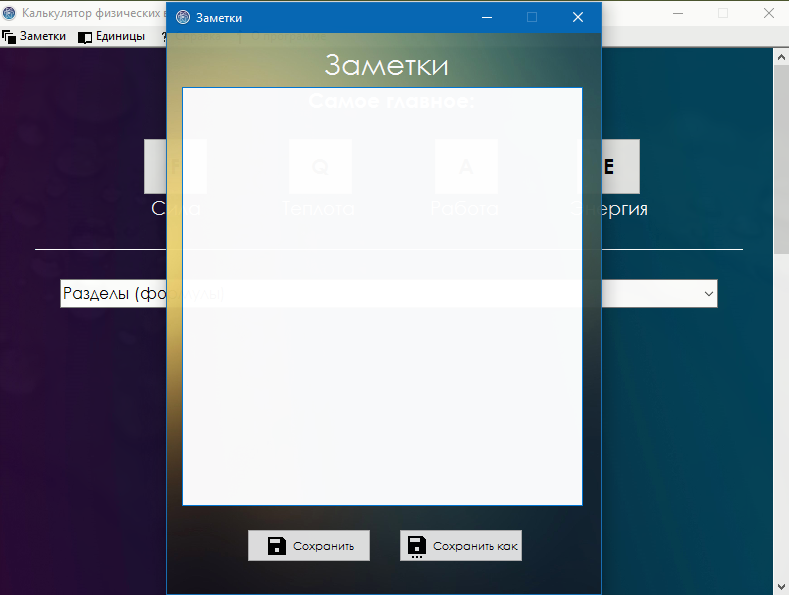 Калькулятор физических в
Заметки
Заметки Единицы ?
Заметки
Самое главное:
F Q A E
Сила Теплота Работа Энергия
Разделы (формулы)
Сохранить Сохранить как